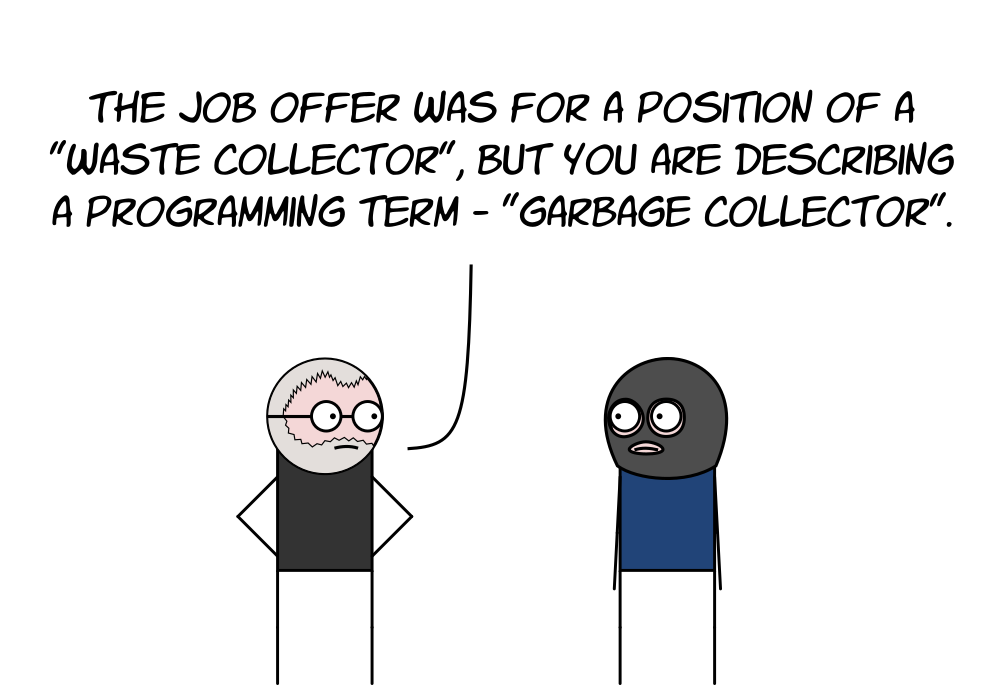 THE JOB OFFER WAS FOR A POSITION OF A
"WASTE COLLECTOR", BUT YOU ARE DESCRIBING
A PROGRAMMING TERM - "GARBAGE COLLECTOR".